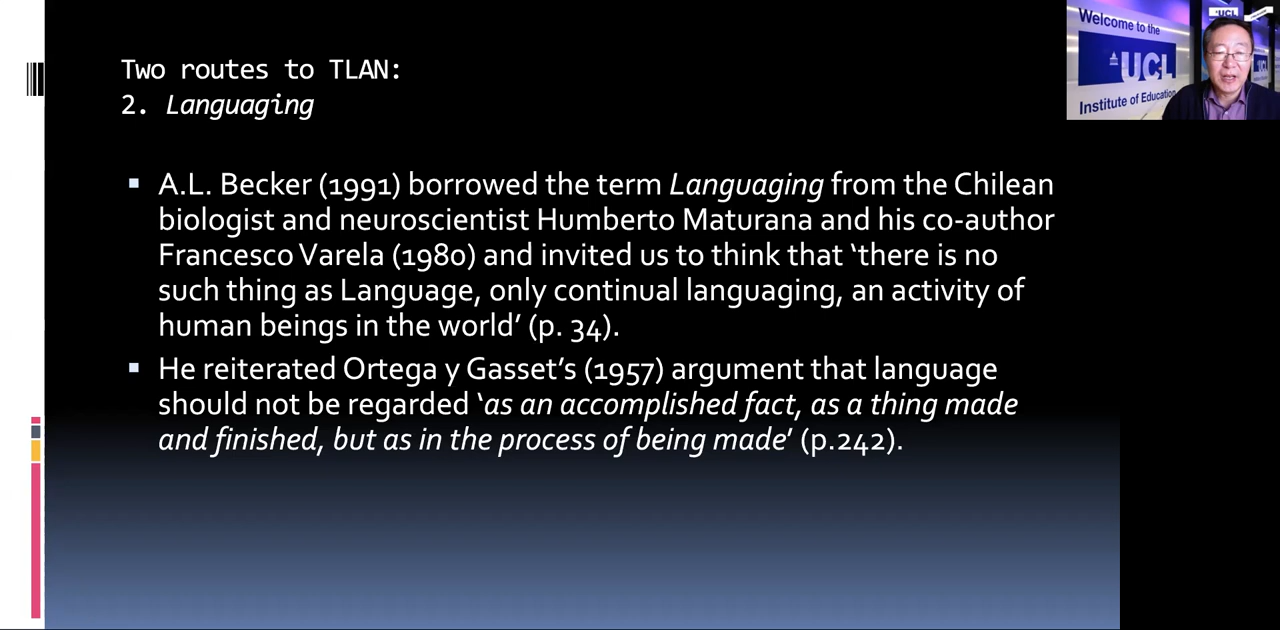 Two routes to TLAN:
2. Languaging
A.L. Becker (1991) borrowed the term Languaging from the Chilean
biologist and neuroscientist Humberto Maturana and his co-author
Francesco Varela (1980) and invited us to think that ‘there is no
such thing as Language, only continual languaging, an activity of
human beings in the world’ (p. 34).
He reiterated Ortega y Gasset’s (1957) argument that language
should not be regarded ‘as an accomplished fact, as a thing made
and finished, but as in the process of being made’ (p.242).
Welcome to the
UCL
Institute of Education
UCL